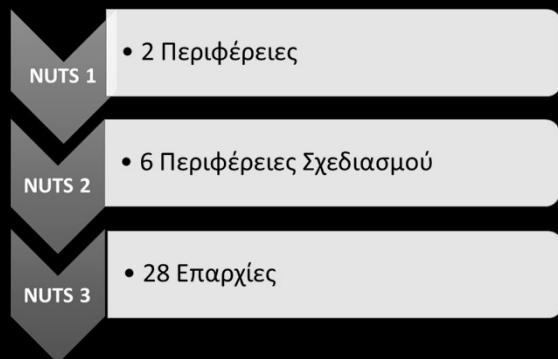 NUTS 1
• 2 Περιφέρειες
NUTS 2
• 6 Περιφέρειες Σχεδιασμού
NUTS 3
• 28 Επαρχίες